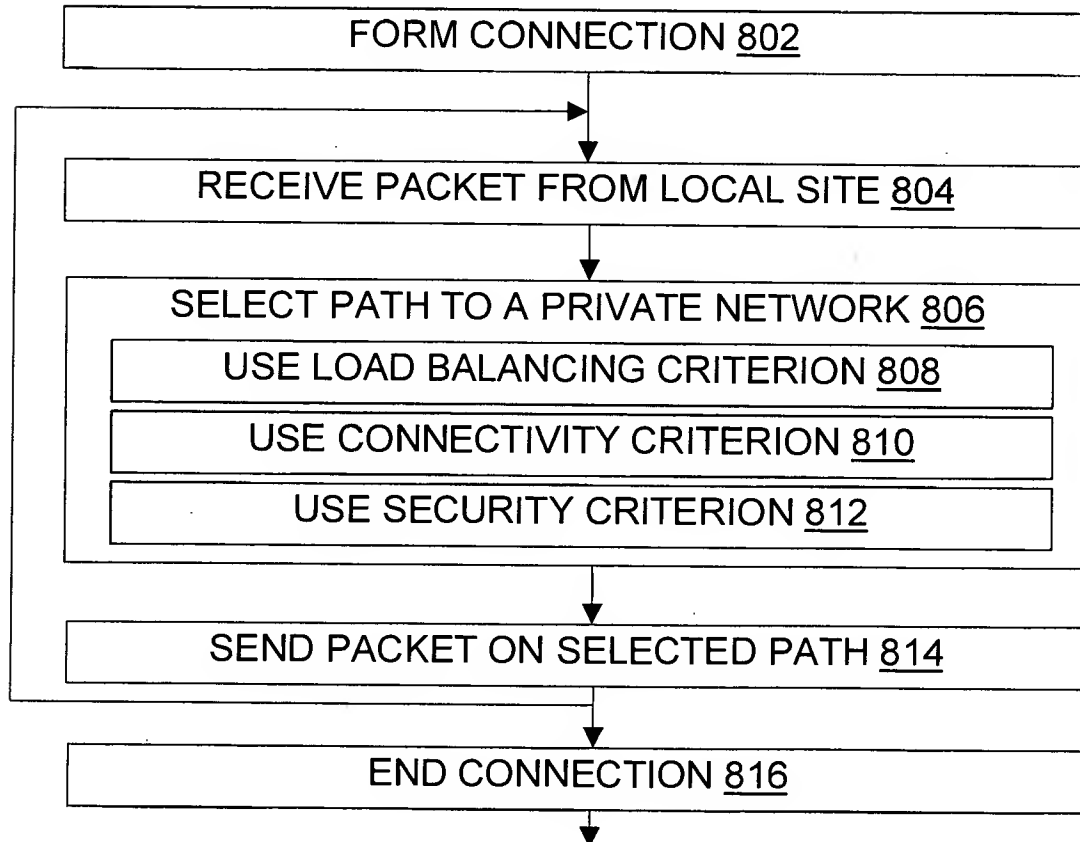 FORM CONNECTION 802
RECEIVE PACKET FROM LOCAL SITE 804
SELECT PATH TO A PRIVATE NETWORK 806
USE LOAD BALANCING CRITERION 808
USE CONNECTIVITY CRITERION 810
USE SECURITY CRITERION 812
SEND PACKET ON SELECTED PATH 814
END CONNECTION 816